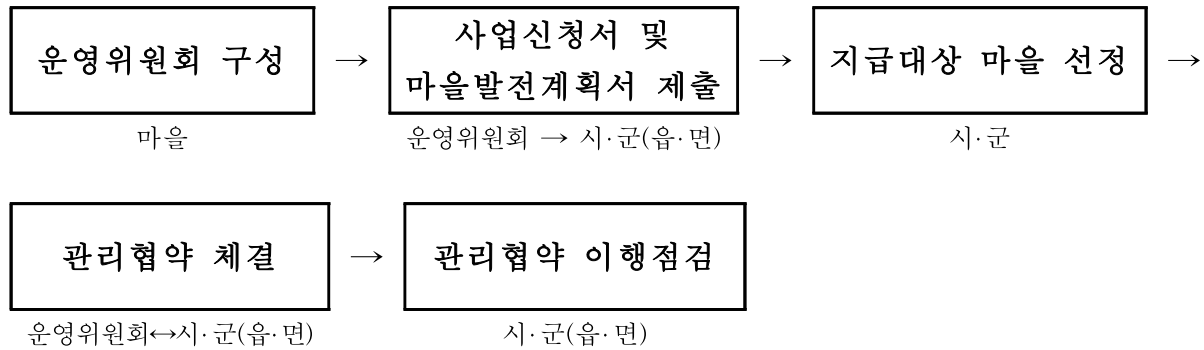 운영위원회 구성 → 사업신청서 및 마을발전계획서 제출 → 지급대상 마을 선정 →
마을
운영위원회 → 시·군(읍·면)
시·군
관리협약 체결 → 관리협약 이행점검
운영위원회↔시·군(읍·면)
시·군(읍·면)